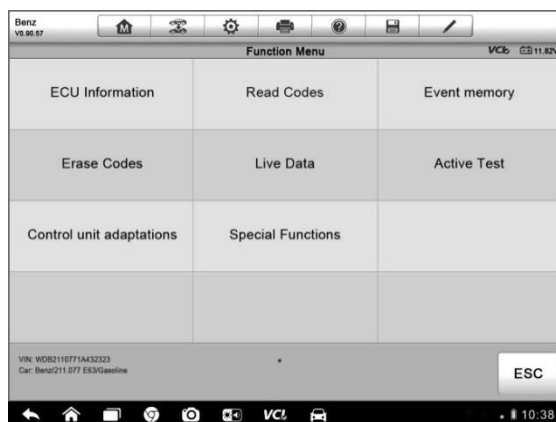 Benz
V0.90.57
M
Function Menu
VCI 11.82V
ECU Information
Read Codes
Event memory
Erase Codes
Live Data
Active Test
Control unit adaptations
Special Functions
VIN: WDB2110771A432323
Car: Benz/211.077 E63/Gasoline
ESC
VCI
10:38